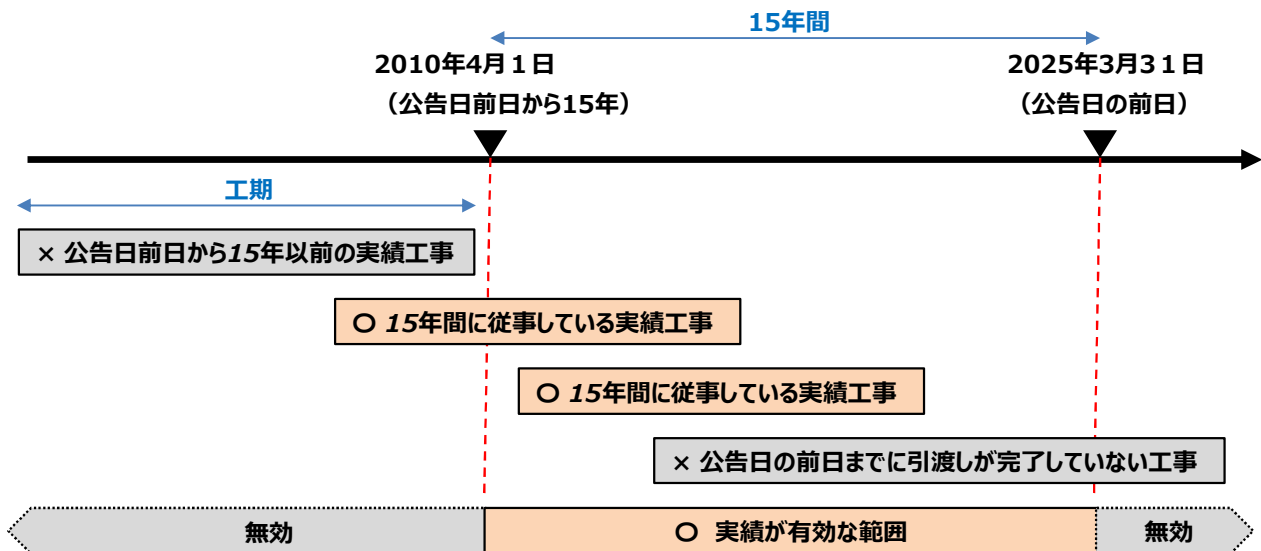 15年間
2010年4月１日
（公告日前日から15年）
2025年3月3１日
（公告日の前日）
工期
× 公告日前日から15年以前の実績工事
〇 15年間に従事している実績工事
〇 15年間に従事している実績工事
× 公告日の前日までに引渡しが完了していない工事
無効
〇 実績が有効な範囲
無効